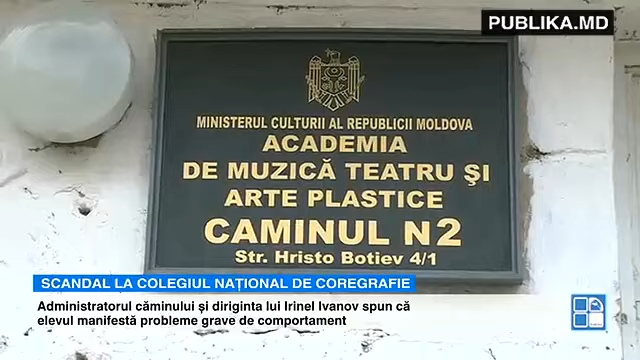 PUBLIKA.MD
MINISTERUL CULTURII AL REPUBLICII MOLDOVA
ACADEMIA
DE MUZICĂ TEATRU ŞI
ARTE PLASTICE
CAMINUL N2
Str. Hristo Botiev 4/1
SCANDAL LA COLEGIUL NAȚIONAL DE COREGRAFIE
Administratorul căminului și diriginta lui Irinel Ivanov spun că
elevul manifestă probleme grave de comportament